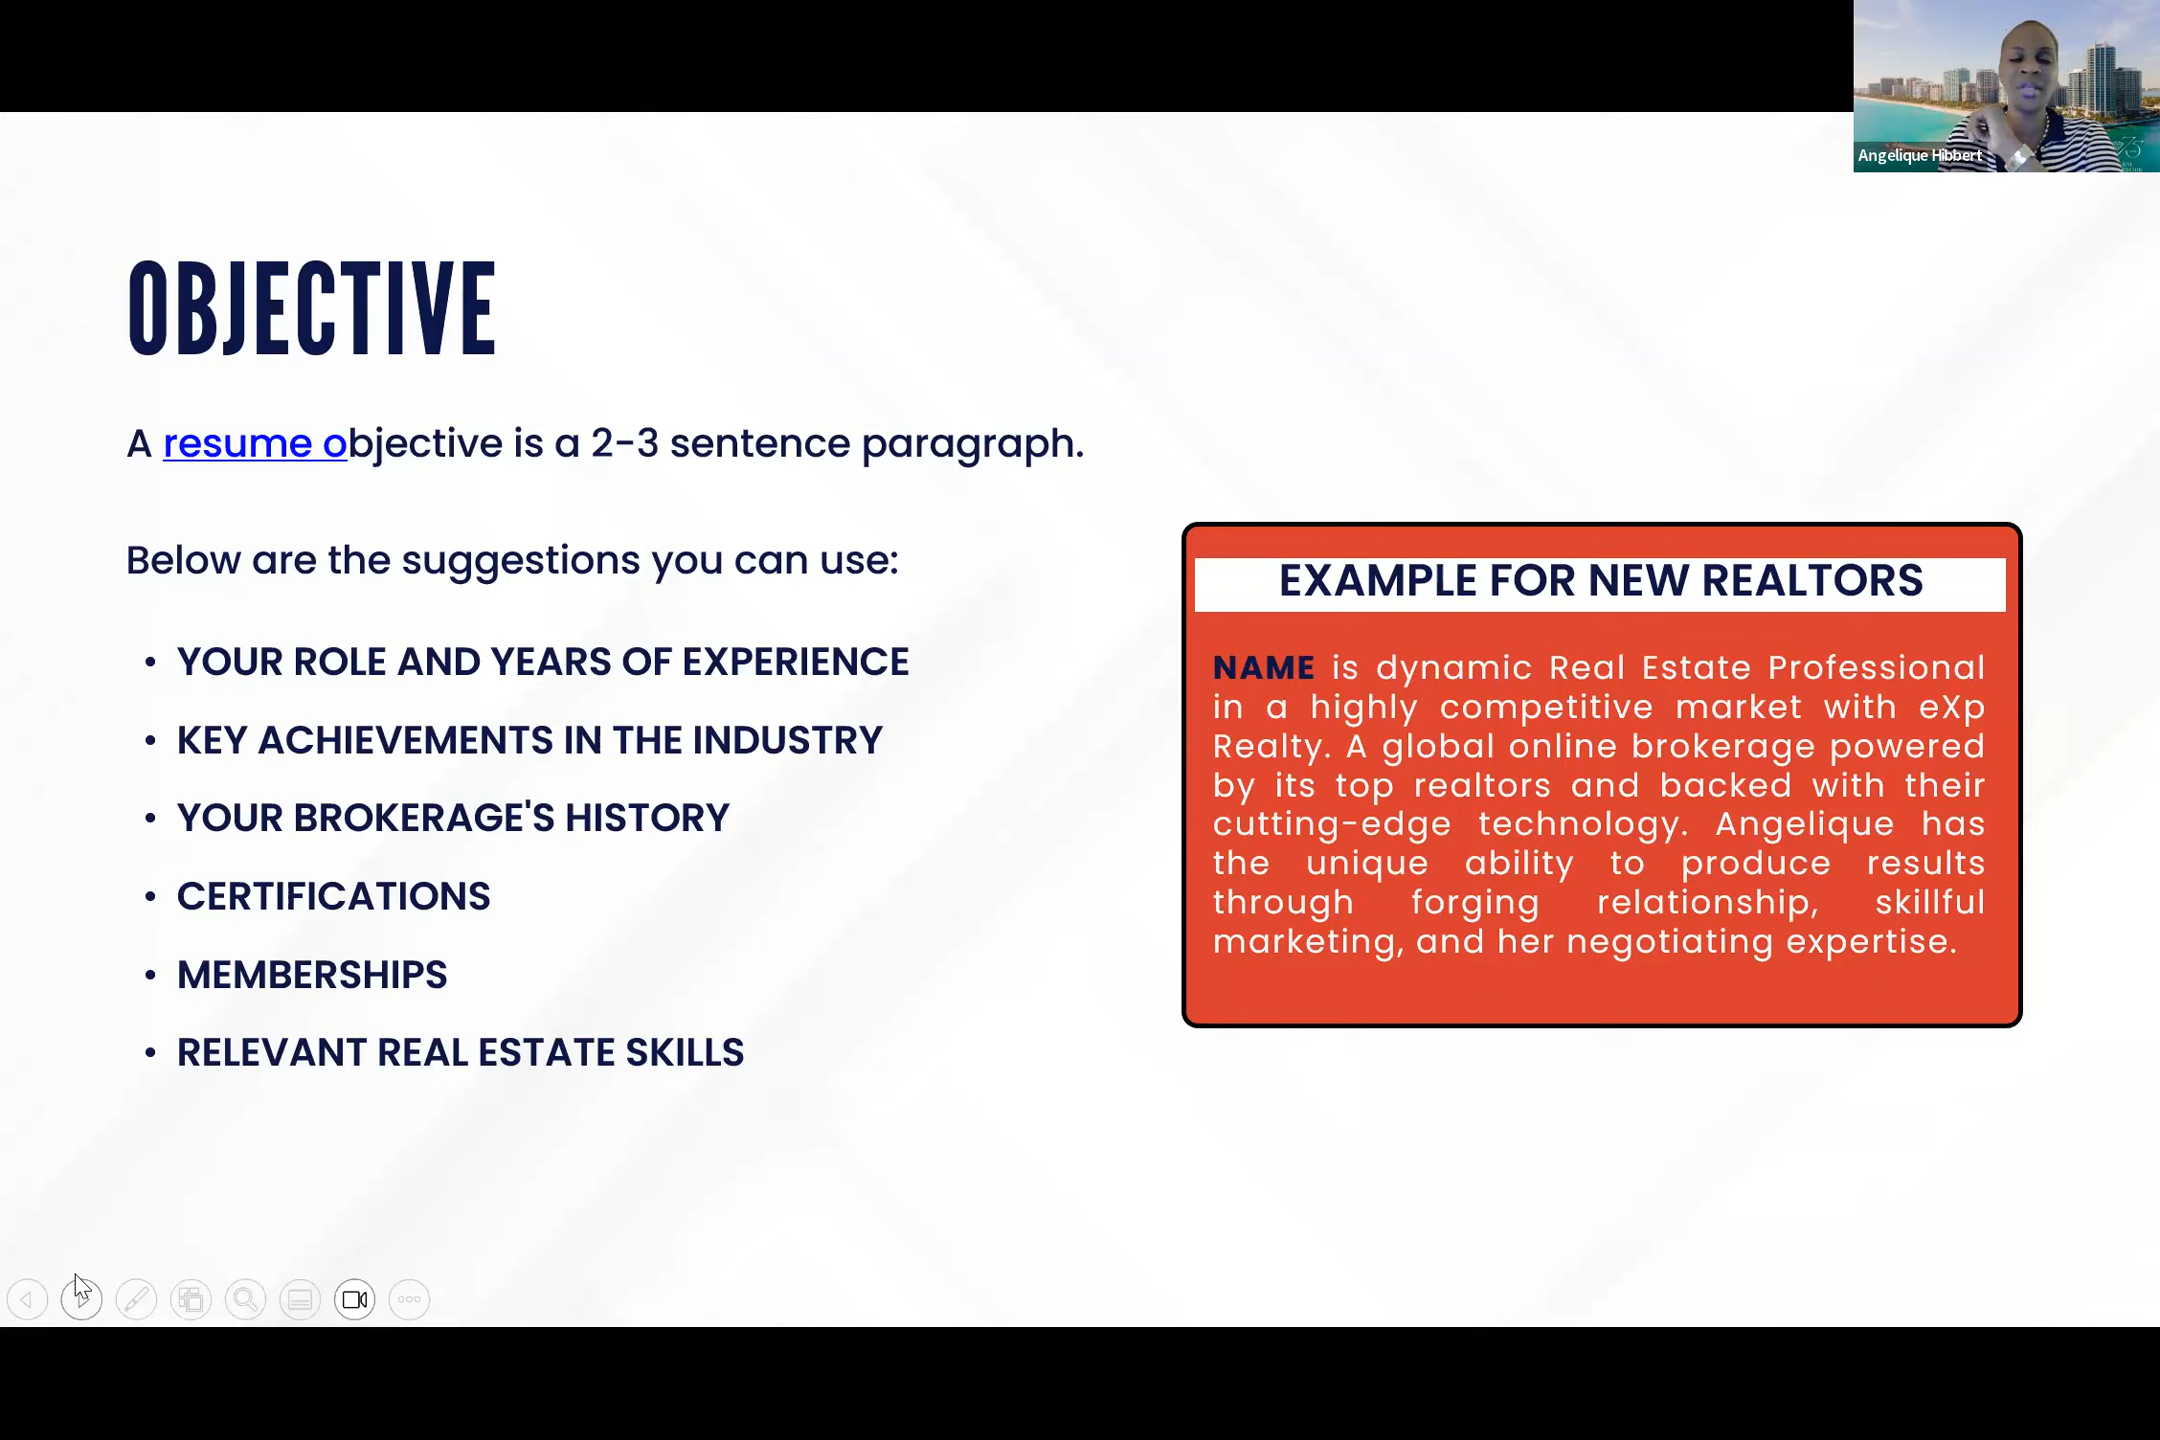 Angelique Hibbert
OBJECTIVE
A resume objective is a 2-3 sentence paragraph.
Below are the suggestions you can use:
• YOUR ROLE AND YEARS OF EXPERIENCE
• KEY ACHIEVEMENTS IN THE INDUSTRY
• YOUR BROKERAGE'S HISTORY
• CERTIFICATIONS
• MEMBERSHIPS
• RELEVANT REAL ESTATE SKILLS
EXAMPLE FOR NEW REALTORS
NAME is dynamic Real Estate Professional
in a highly competitive market with eXp
Realty. A global online brokerage powered
by its top realtors and backed with their
cutting-edge technology. Angelique has
the unique ability to produce results
through forging relationship, skillful
marketing, and her negotiating expertise.